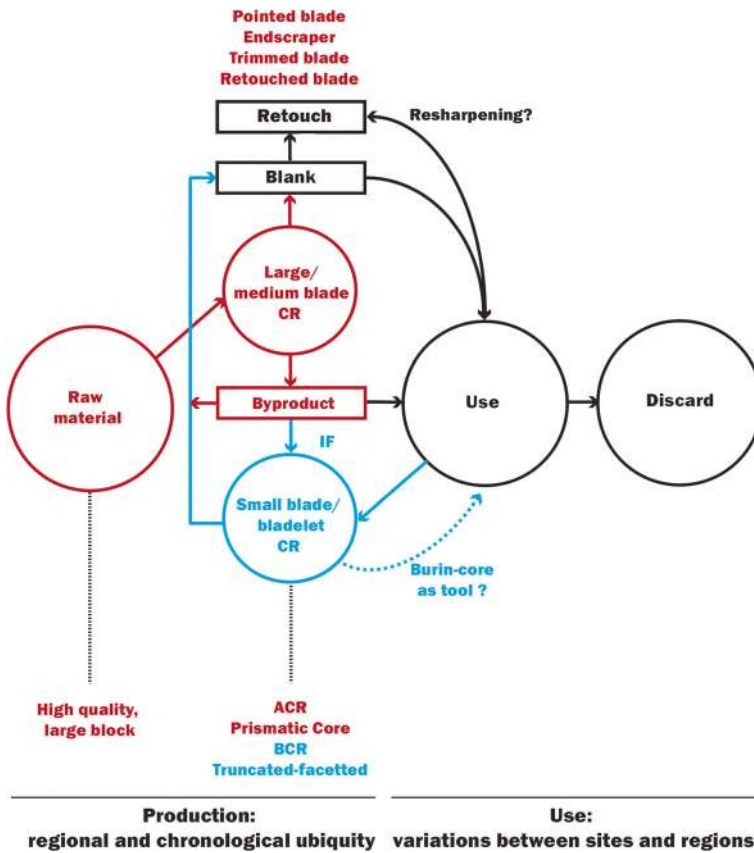 Pointed blade
Endscraper
Trimmed blade
Retouched blade
Retouch
Resharpening?
Blank
Large/
medium blade
CR
Raw
material
Byproduct
Use
Discard
IF
Small blade/
bladelet
CR
Burin-core
as tool ?
High quality,
large block
ACR
Prismatic Core
BCR
Truncated-facetted
Production:
regional and chronological ubiquity
Use:
variations between sites and regions